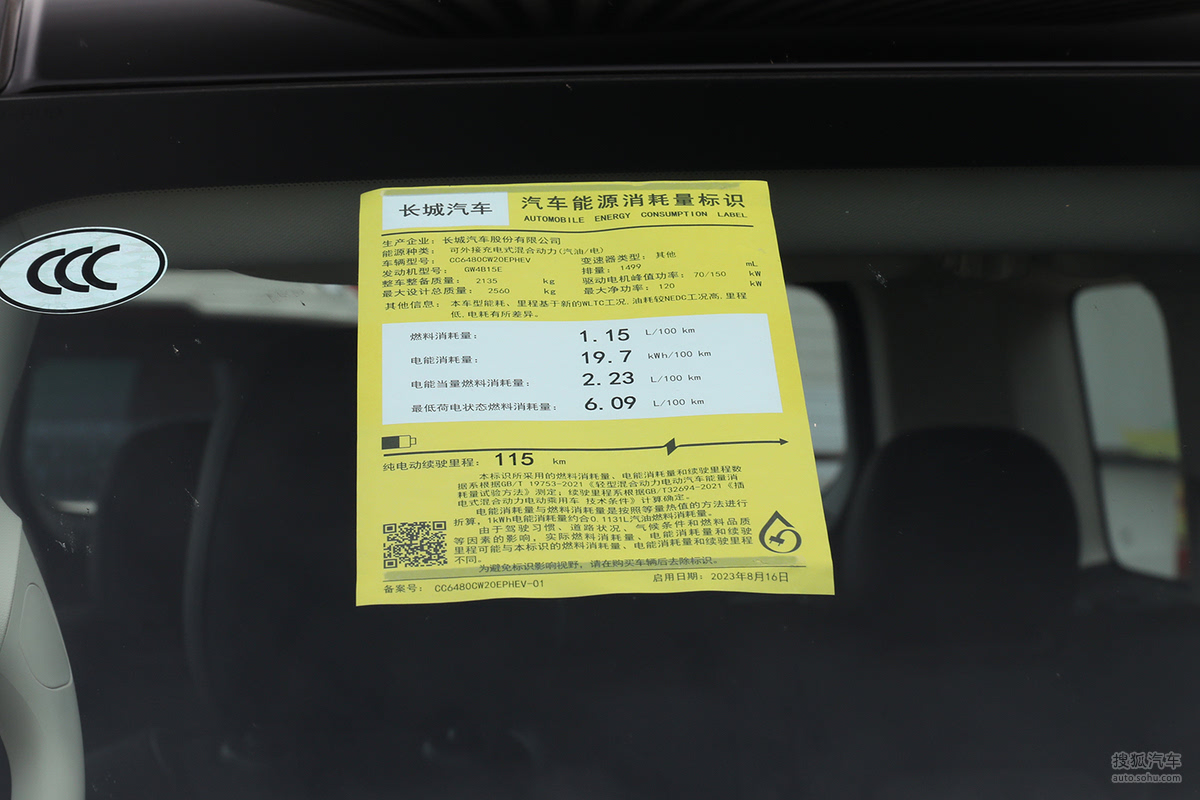 CCC
长城汽车
汽车能源消耗量标识
AUTOMOBILE ENERGY CONSUMPTION LABEL
生产企业: 长城汽车股份有限公司
能源种类: 可外接充电式混合动力(汽油/电)
车辆型号: CC6480CW20EPHEV 变速器类型: 其他
发动机型号: GW4B15E 排量: 1499 mL
整车整备质量: 2135 kg 驱动电机峰值功率: 70/150 kW
最大设计总质量: 2560 kg 最大净功率: 120 kW
其他信息: 本车型能耗、里程基于新的WLTC工况,油耗较NEDC工况高,里程
低,电耗有所差异。
燃料消耗量: 1.15 L/100 km
电能消耗量: 19.7 kWh/100 km
电能当量燃料消耗量: 2.23 L/100 km
最低荷电状态燃料消耗量: 6.09 L/100 km
纯电动续驶里程: 115 km
本标识所采用的燃料消耗量、电能消耗量和续驶里程数
据系根据GB/T 19753-2021《轻型混合动力电动汽车能量消
耗量试验方法》测定,续驶里程系根据GB/T32694-2021《插
电式混合动力电动乘用车 技术条件》计算确定。
电能消耗量与燃料消耗量是按照等量热值的方法进行
折算,1kWh电能消耗量约合0.1131L汽油燃料消耗量。
由于驾驶习惯、道路状况、气候条件和燃料品质
等因素的影响,实际燃料消耗量、电能消耗量和续驶
里程可能与本标识的燃料消耗量、电能消耗量和续驶里程
不同。
为避免标识影响视野,请在购买车辆后去除标识。
备案号: CC6480CW20EPHEV-01 启用日期: 2023年8月16日
搜狐汽车
auto.sohu.com